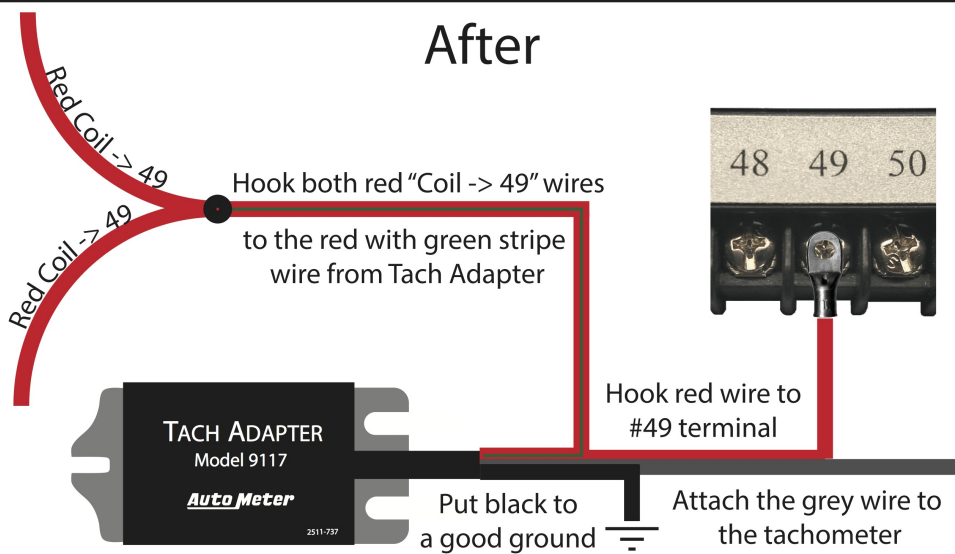 After
Red Coil -> 49
Red Coil -> 49
Hook both red “Coil -> 49” wires
to the red with green stripe
wire from Tach Adapter
48 49 50
Hook red wire to
#49 terminal
TACH ADAPTER
Model 9117
Auto Meter
2511-737
Put black to
a good ground
Attach the grey wire to
the tachometer